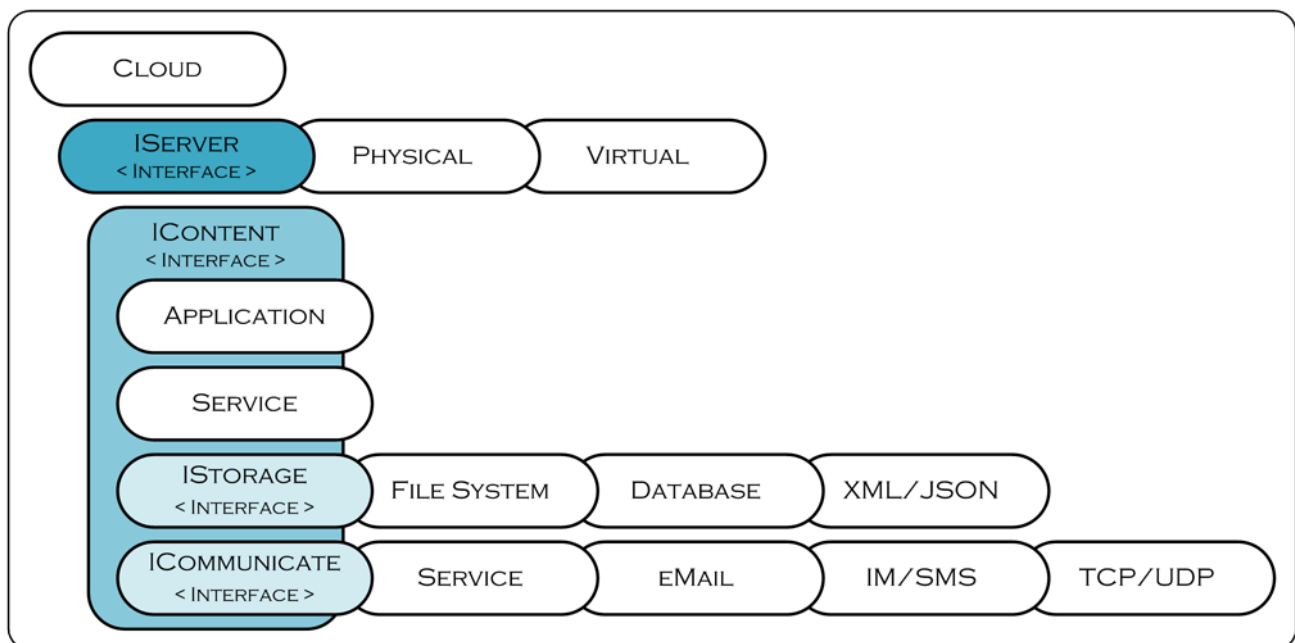 CLOUD
ISERVER
< INTERFACE >
PHYSICAL
VIRTUAL
ICONTENT
< INTERFACE >
APPLICATION
SERVICE
ISTORAGE
< INTERFACE >
FILE SYSTEM
DATABASE
XML/JSON
ICOMMUNICATE
< INTERFACE >
SERVICE
EMAIL
IM/SMS
TCP/UDP